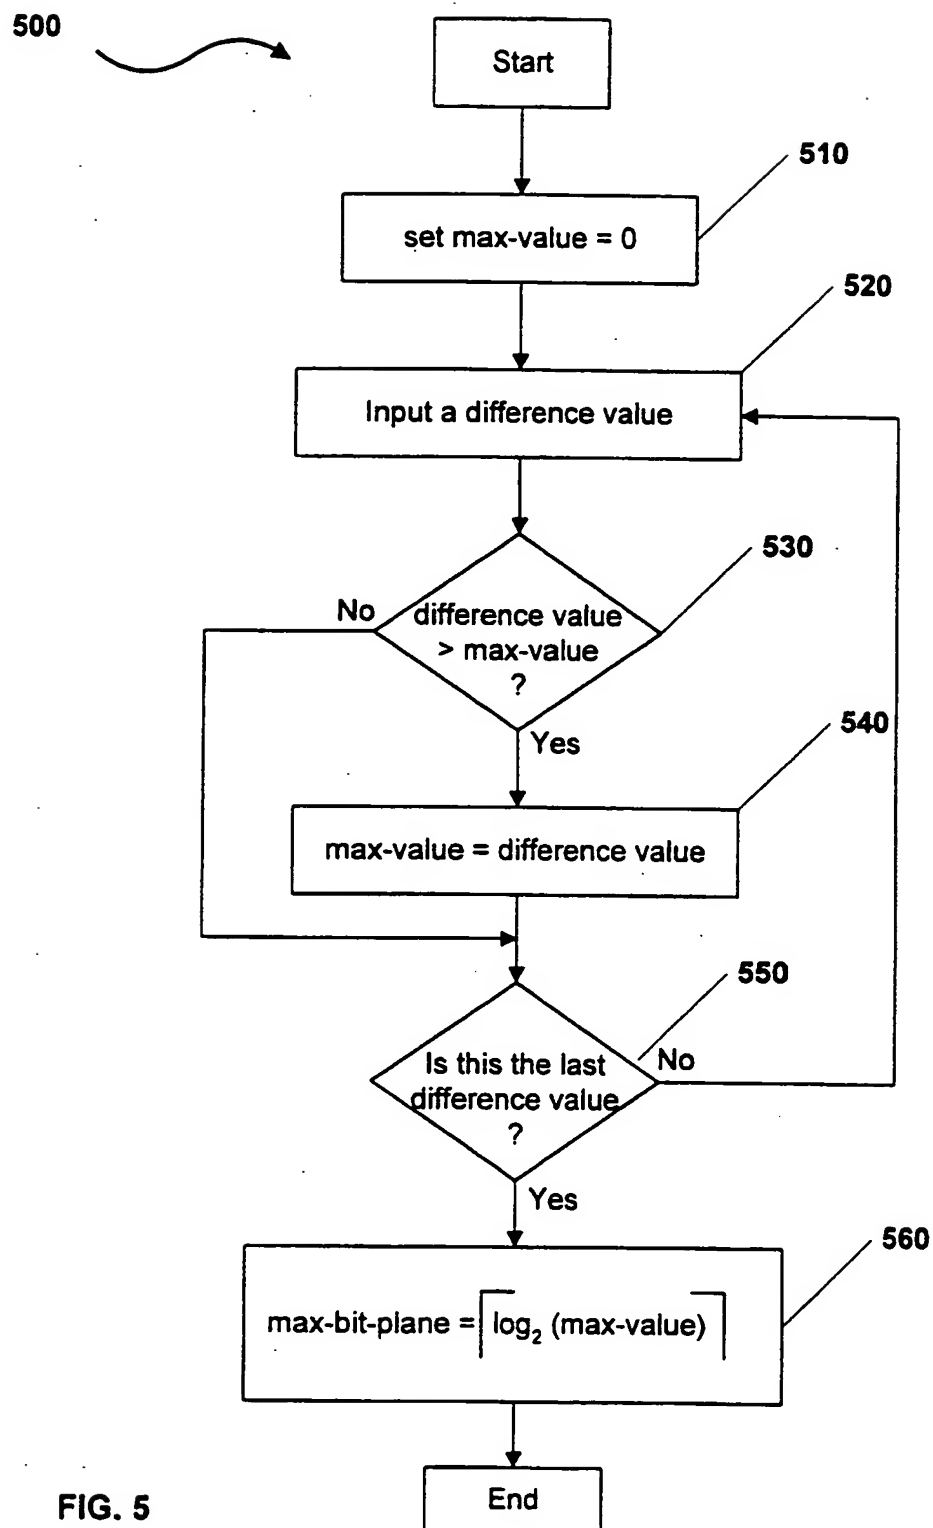 500
Start
510
set max-value = 0
520
Input a difference value
530
No
difference value
> max-value
?
Yes
540
max-value = difference value
550
Is this the last
difference value
?
No
Yes
560
max-bit-plane = ⌈log₂ (max-value)⌉
End
FIG. 5